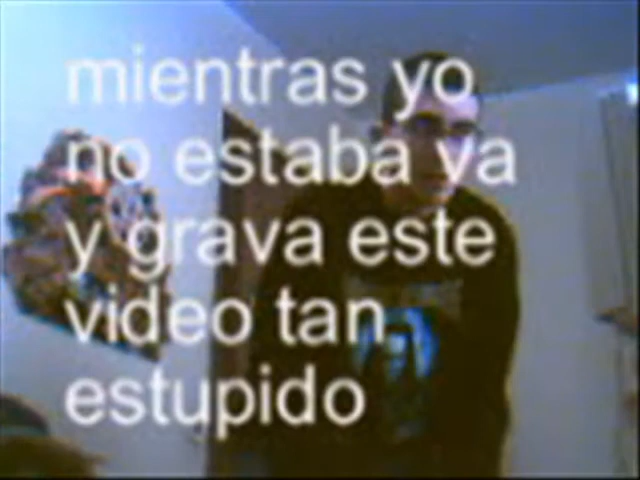 mientras yo
no estaba va
y grava este
video tan
estupido